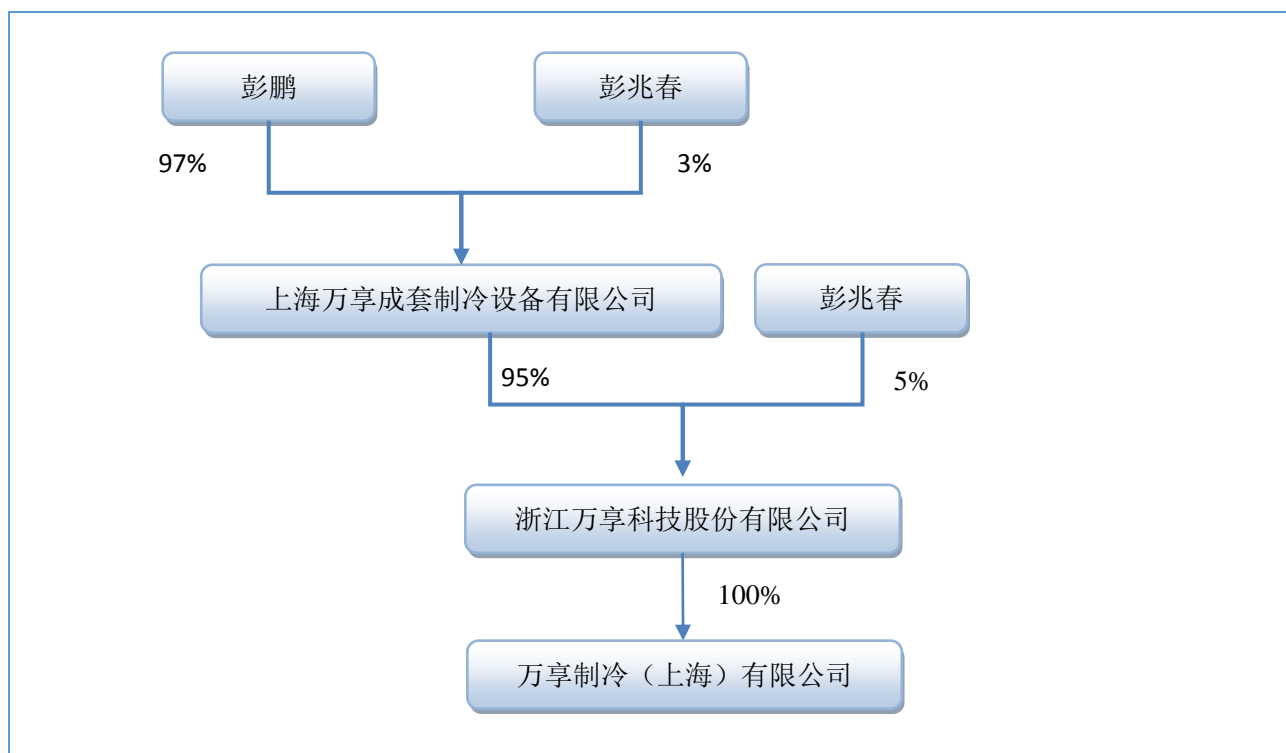 彭鹏
彭兆春
97%
3%
上海万享成套制冷设备有限公司
彭兆春
95%
5%
浙江万享科技股份有限公司
100%
万享制冷（上海）有限公司